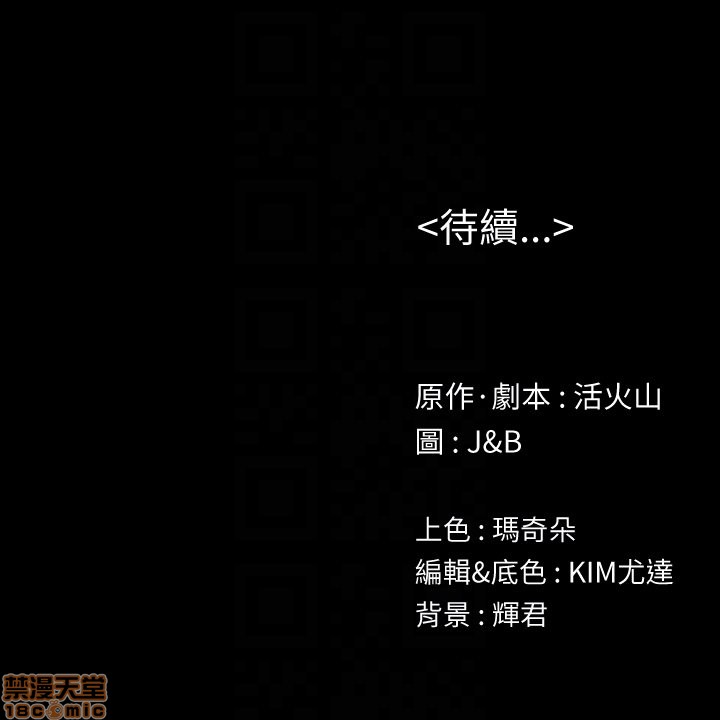 <待續...>
原作·劇本 : 活火山
圖 : J&B
上色 : 瑪奇朵
編輯&底色 : KIM尤達
背景 : 輝君
禁漫天堂
18comic